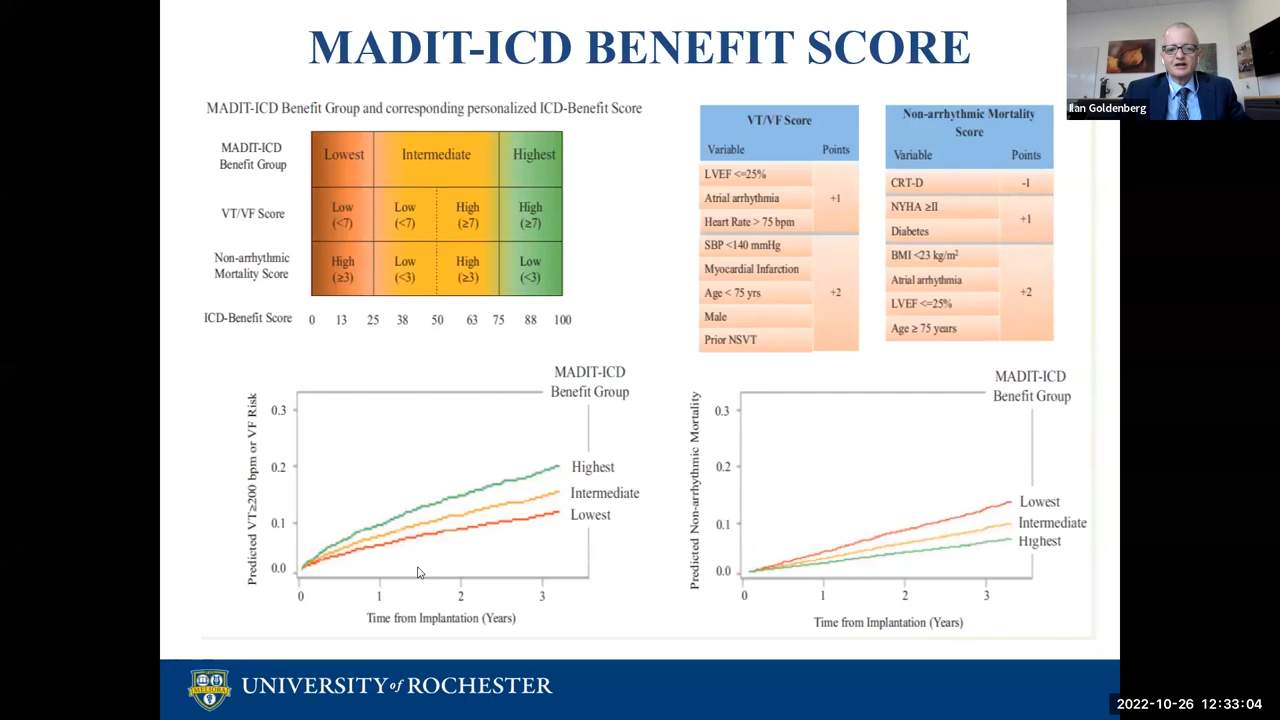 MADIT-ICD BENEFIT SCORE
Ilan Goldenberg
MADIT-ICD Benefit Group and corresponding personalized ICD-Benefit Score
MADIT-ICD
Benefit Group
Lowest
Intermediate
Highest
VT/VF Score
Low
(<7)
Low
(<7)
High
(≥7)
High
(≥7)
Non-arrhythmic
Mortality Score
High
(≥3)
Low
(<3)
High
(≥3)
Low
(<3)
ICD-Benefit Score 0 13 25 38 50 63 75 88 100
VT/VF Score
Variable Points
LVEF <=25%
Atrial arrhythmia
+1
Heart Rate > 75 bpm
SBP <140 mmHg
Myocardial Infarction
Age < 75 yrs
+2
Male
Prior NSVT
Non-arrhythmic Mortality
Score
Variable Points
CRT-D -1
NYHA ≥II
+1
Diabetes
BMI <23 kg/m²
Atrial arrhythmia
+2
LVEF <=25%
Age ≥ 75 years
MADIT-ICD
Benefit Group
Predicted VT≥200 bpm or VF Risk
0.3
0.2
0.1
0.0
Highest
Intermediate
Lowest
0 1 2 3
Time from Implantation (Years)
MADIT-ICD
Benefit Group
Predicted Non-arrhythmic Mortality
0.3
0.2
0.1
0.0
Lowest
Intermediate
Highest
0 1 2 3
Time from Implantation (Years)
MELIORA
UNIVERSITY of ROCHESTER
2022-10-26 12:33:04